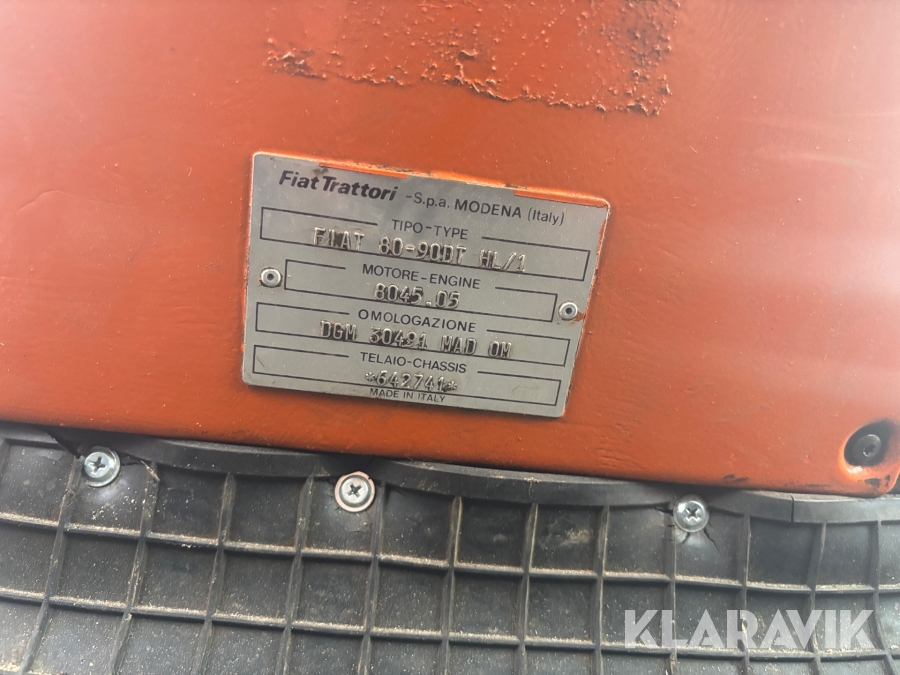 FiatTrattori -S.p.a. MODENA (Italy)
TIPO-TYPE
FIAT 80-90DT HL/1
MOTORE-ENGINE
8045.05
OMOLOGAZIONE
DGM 30491 MAD OM
TELAIO-CHASSIS
*642741*
MADE IN ITALY
KLARAVIK